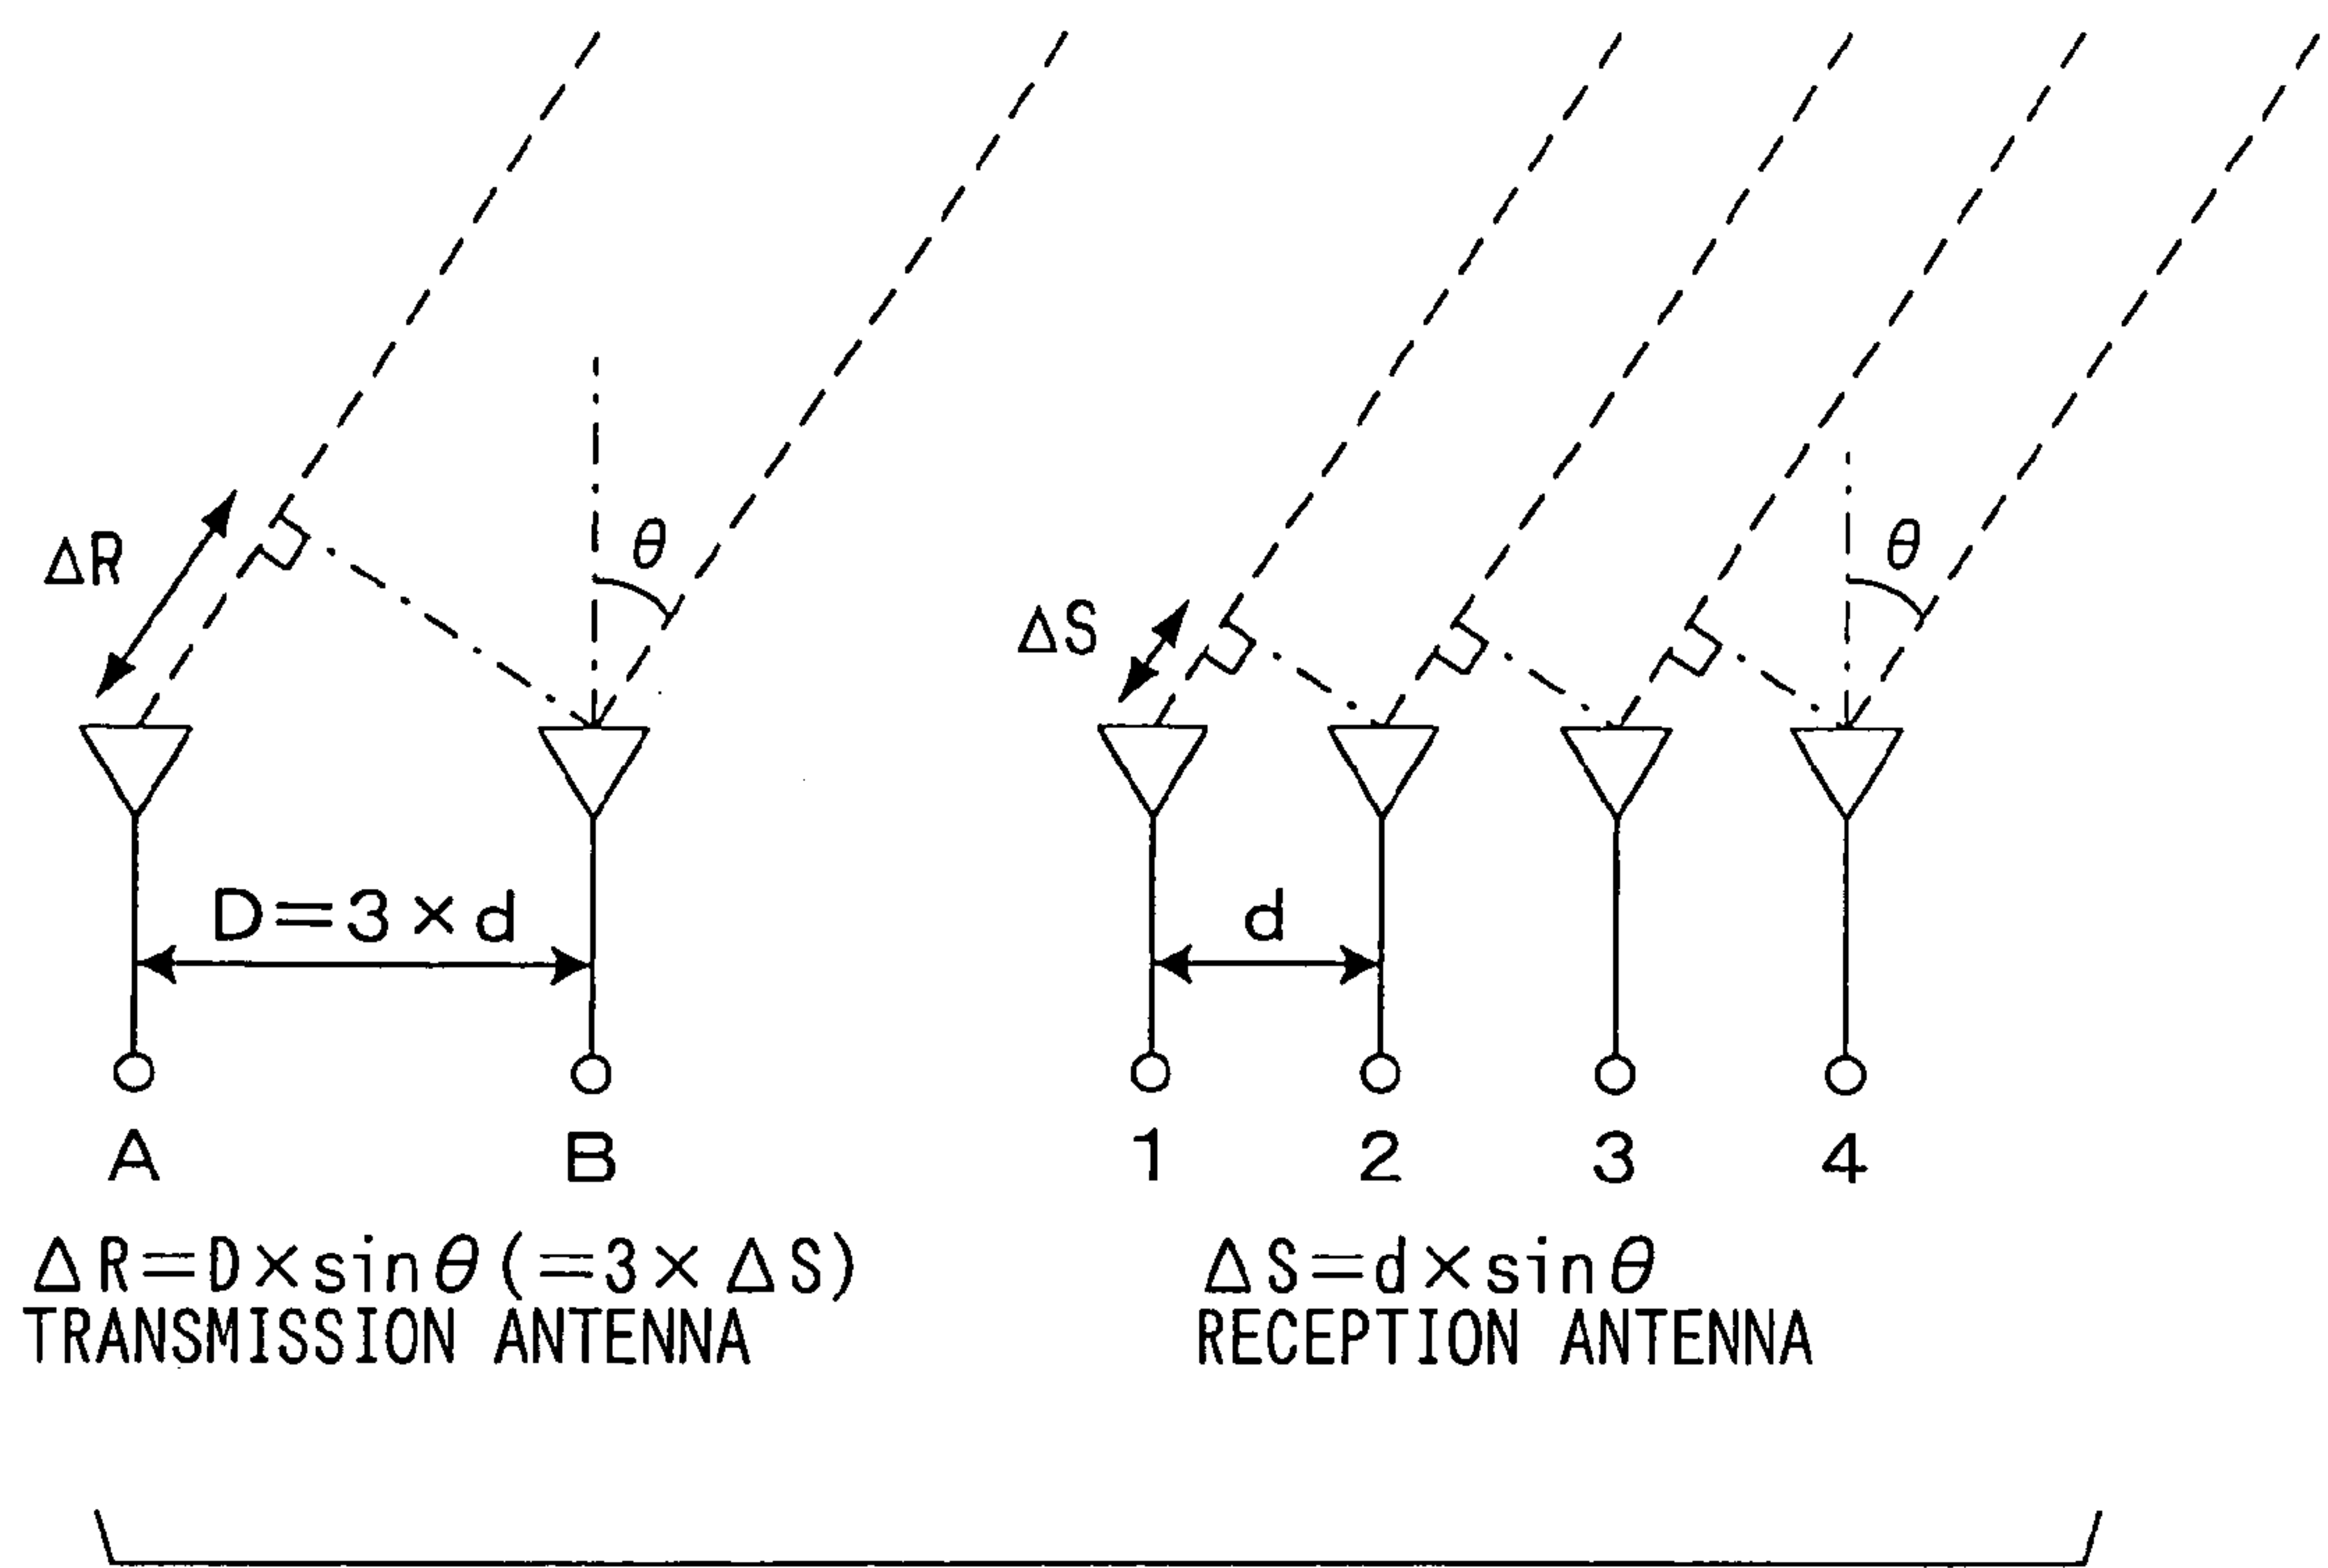 θ θ
ΔR ΔS
D=3×d d
A B 1 2 3 4
ΔR=D×sinθ(=3×ΔS) ΔS=d×sinθ
TRANSMISSION ANTENNA RECEPTION ANTENNA